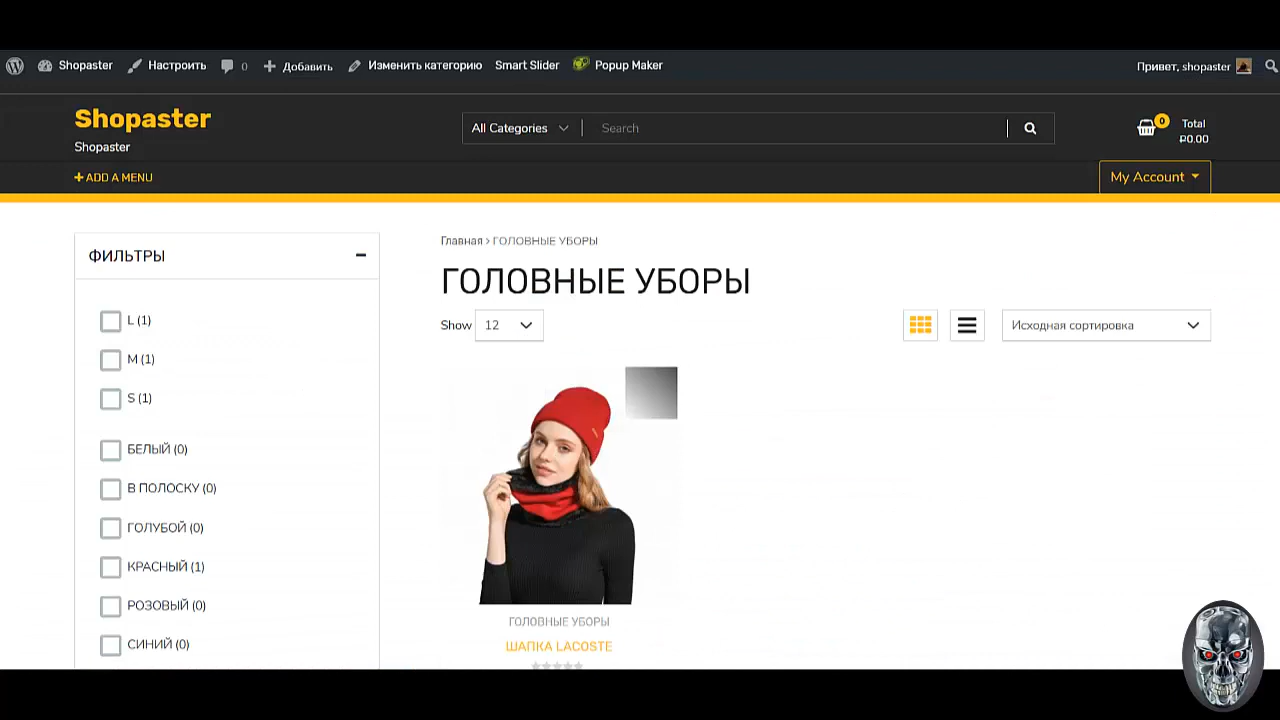 Shopaster Настроить 0 Добавить Изменить категорию Smart Slider Popup Maker Привет, shopaster
Shopaster
Shopaster
All Categories Search
0 Total
₽0.00
+ ADD A MENU
My Account
ФИЛЬТРЫ
L (1)
M (1)
S (1)
БЕЛЫЙ (0)
В ПОЛОСКУ (0)
ГОЛУБОЙ (0)
КРАСНЫЙ (1)
РОЗОВЫЙ (0)
СИНИЙ (0)
Главная › ГОЛОВНЫЕ УБОРЫ
ГОЛОВНЫЕ УБОРЫ
Show 12
Исходная сортировка
ГОЛОВНЫЕ УБОРЫ
ШАПКА LACOSTE